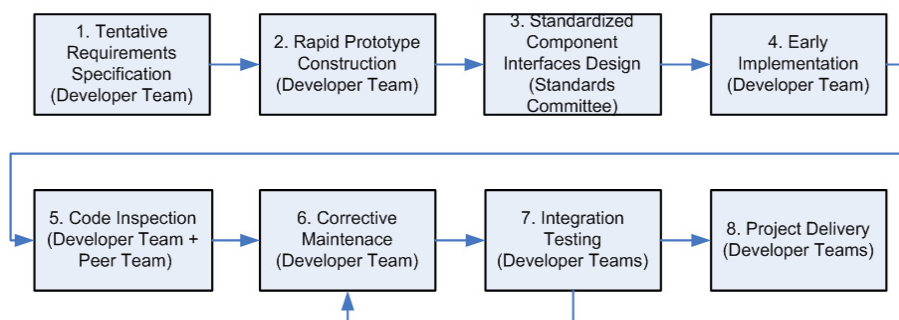 1. Tentative
Requirements
Specification
(Developer Team)
2. Rapid Prototype
Construction
(Developer Team)
3. Standardized
Component
Interfaces Design
(Standards
Committee)
4. Early
Implementation
(Developer Team)
5. Code Inspection
(Developer Team +
Peer Team)
6. Corrective
Maintenace
(Developer Team)
7. Integration
Testing
(Developer Teams)
8. Project Delivery
(Developer Teams)